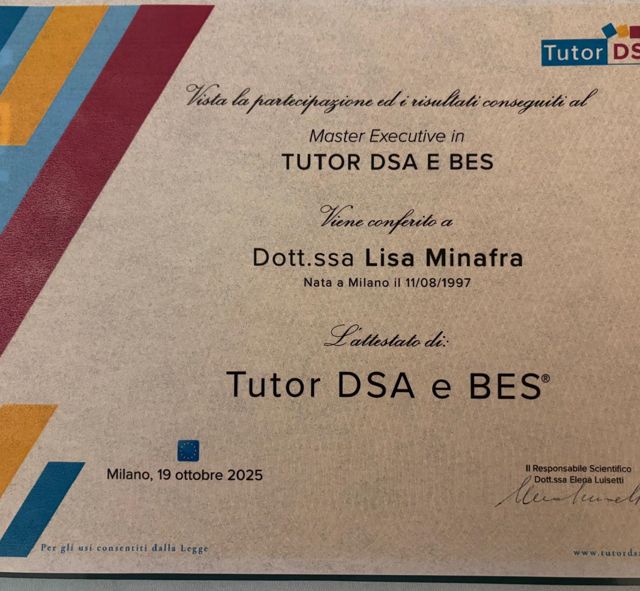 Tutor DS
Vista la partecipazione ed i risultati conseguiti al
Master Executive in
TUTOR DSA E BES
Viene conferito a
Dott.ssa Lisa Minafra
Nata a Milano il 11/08/1997
L'attestato di:
Tutor DSA e BES®
Milano, 19 ottobre 2025
Il Responsabile Scientifico
Dott.ssa Elena Luisetti
Per gli usi consentiti dalla Legge
www.tutords